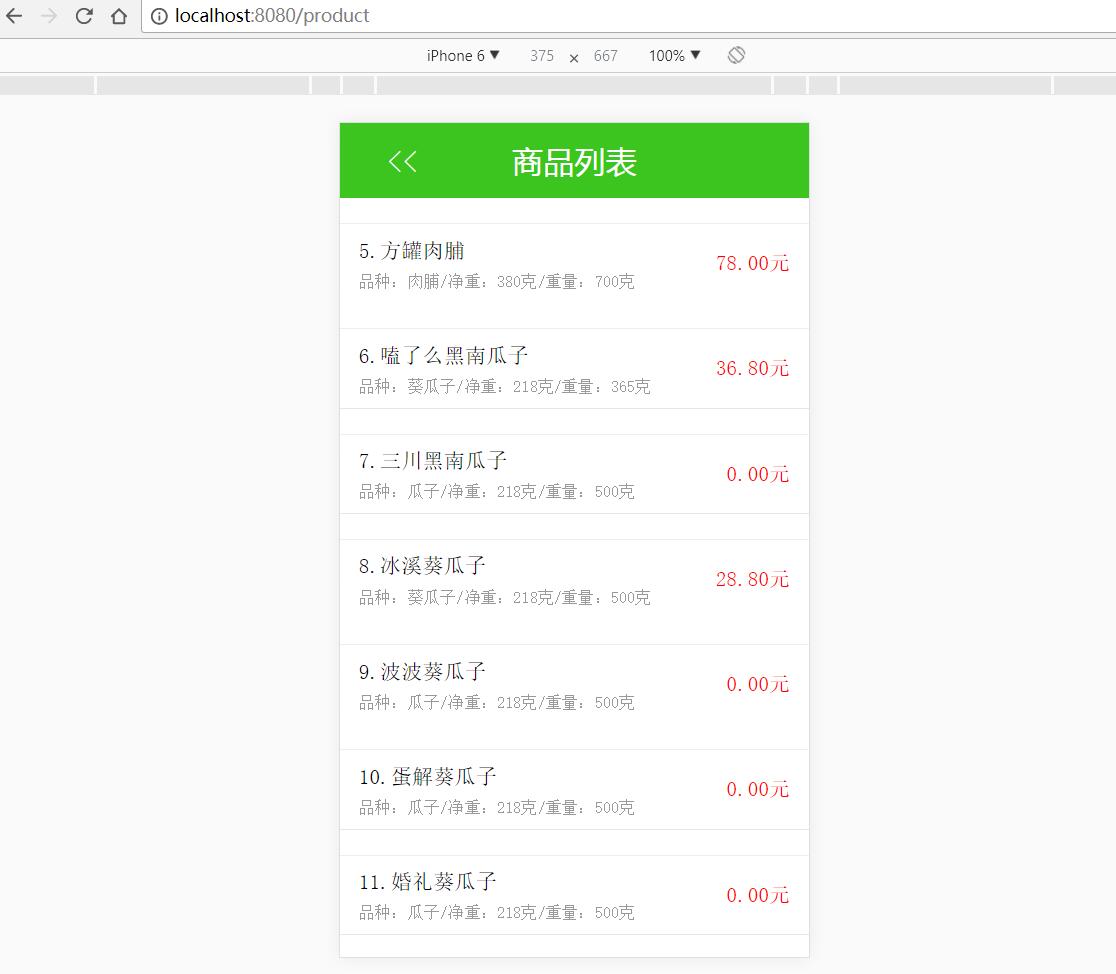 localhost:8080/product
iPhone 6 ▼ 375 × 667 100% ▼
<< 商品列表
5. 方罐肉脯
78.00元
品种：肉脯/净重：380克/重量：700克
6. 嗑了么黑南瓜子
36.80元
品种：葵瓜子/净重：218克/重量：365克
7. 三川黑南瓜子
0.00元
品种：瓜子/净重：218克/重量：500克
8. 冰溪葵瓜子
28.80元
品种：葵瓜子/净重：218克/重量：500克
9. 波波葵瓜子
0.00元
品种：瓜子/净重：218克/重量：500克
10. 蛋解葵瓜子
0.00元
品种：瓜子/净重：218克/重量：500克
11. 婚礼葵瓜子
0.00元
品种：瓜子/净重：218克/重量：500克